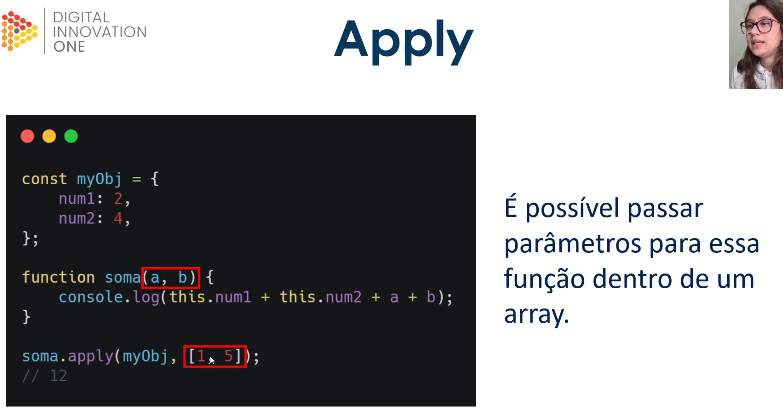 DIGITAL
INNOVATION
ONE
Apply
const myObj = {
    num1: 2,
    num2: 4,
};
function soma(a, b) {
    console.log(this.num1 + this.num2 + a + b);
}
soma.apply(myObj, [1, 5]);
// 12
É possível passar
parâmetros para essa
função dentro de um
array.